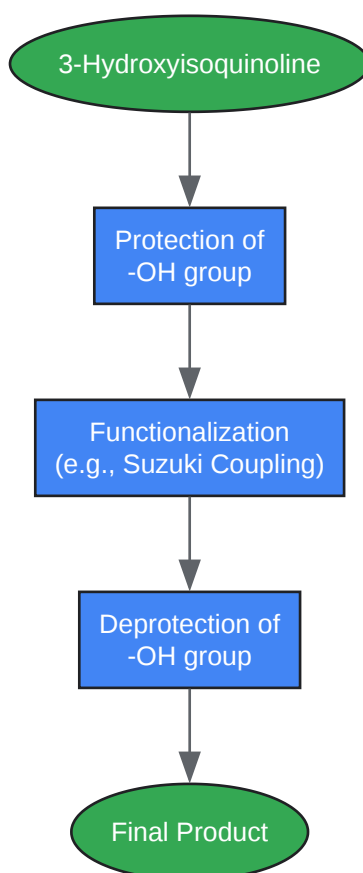 3-Hydroxyisoquinoline
Protection of
-OH group
Functionalization
(e.g., Suzuki Coupling)
Deprotection of
-OH group
Final Product